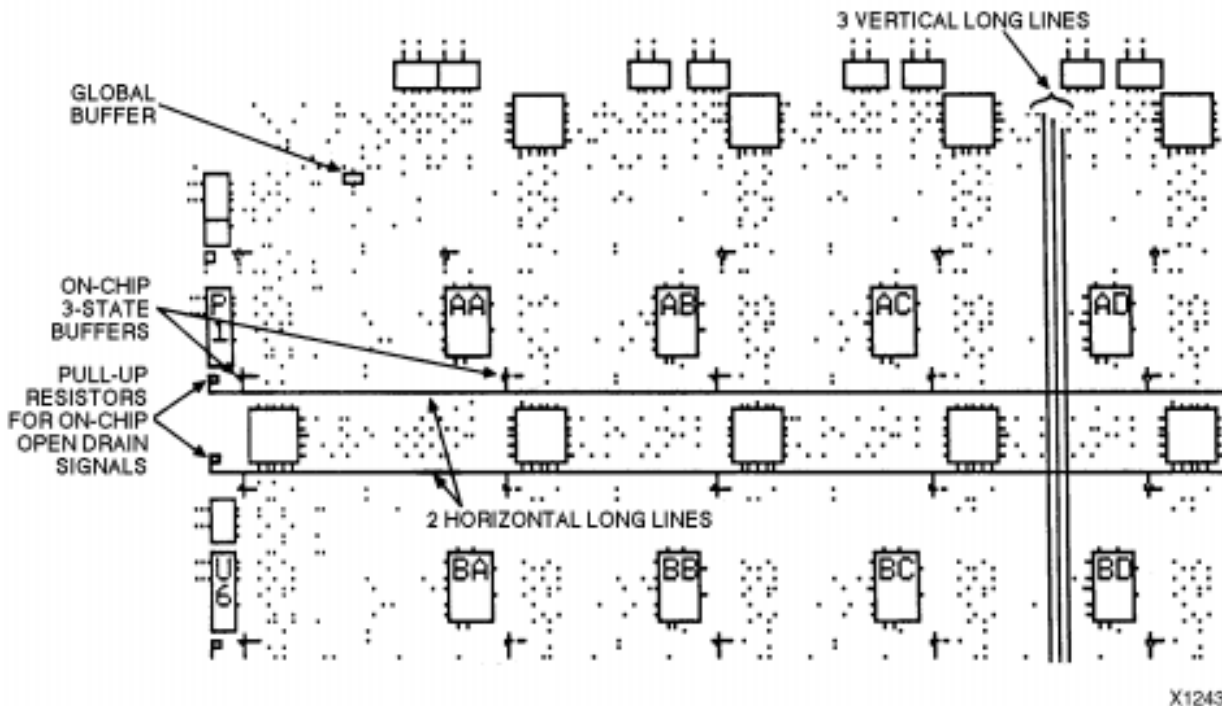 3 VERTICAL LONG LINES
GLOBAL
BUFFER
ON-CHIP
3-STATE
BUFFERS
P
1
AA
AB
AC
AD
PULL-UP
RESISTORS
FOR ON-CHIP
OPEN DRAIN
SIGNALS
2 HORIZONTAL LONG LINES
U
6
BA
BB
BC
BD
X1243